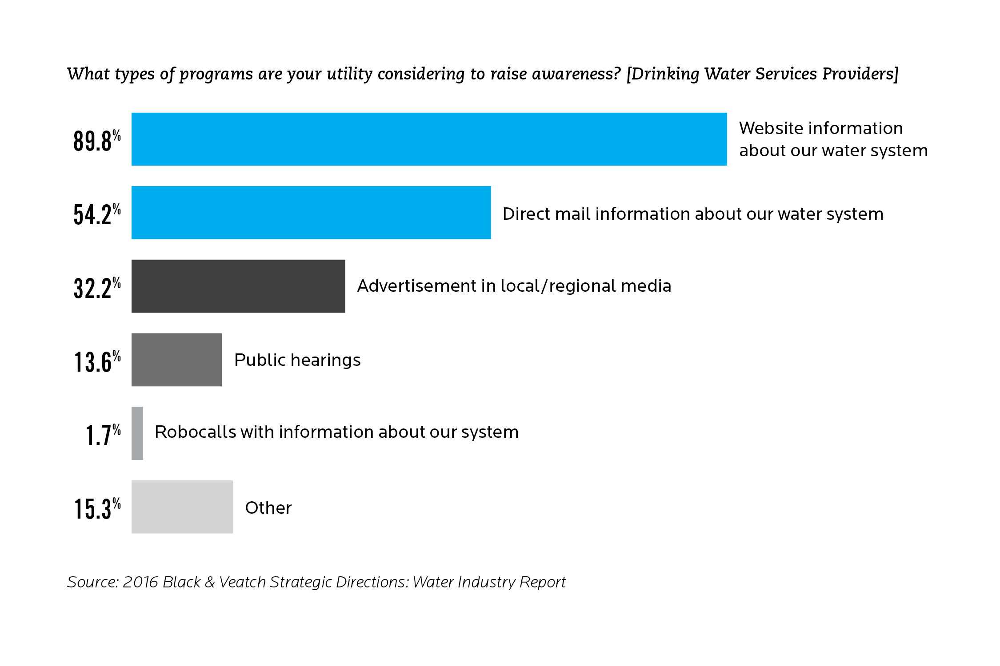 What types of programs are your utility considering to raise awareness? [Drinking Water Services Providers]
89.8%
Website information
about our water system
54.2%
Direct mail information about our water system
32.2%
Advertisement in local/regional media
13.6%
Public hearings
1.7%
Robocalls with information about our system
15.3%
Other
Source: 2016 Black & Veatch Strategic Directions: Water Industry Report